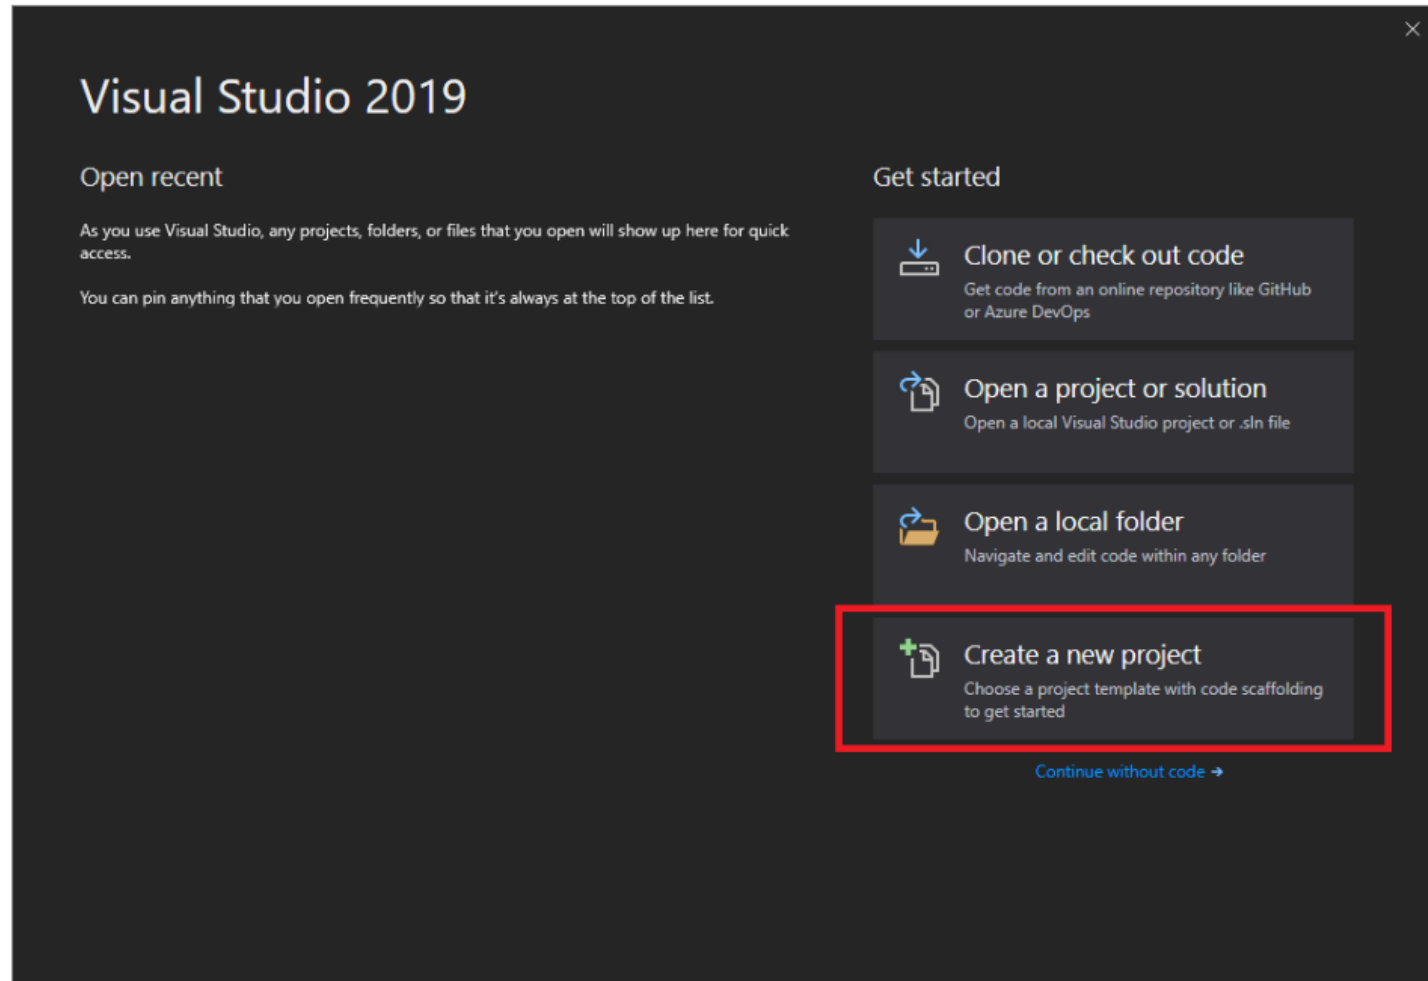 Visual Studio 2019
Open recent
As you use Visual Studio, any projects, folders, or files that you open will show up here for quick
access.
You can pin anything that you open frequently so that it's always at the top of the list.
Get started
Clone or check out code
Get code from an online repository like GitHub
or Azure DevOps
Open a project or solution
Open a local Visual Studio project or .sln file
Open a local folder
Navigate and edit code within any folder
Create a new project
Choose a project template with code scaffolding
to get started
Continue without code →